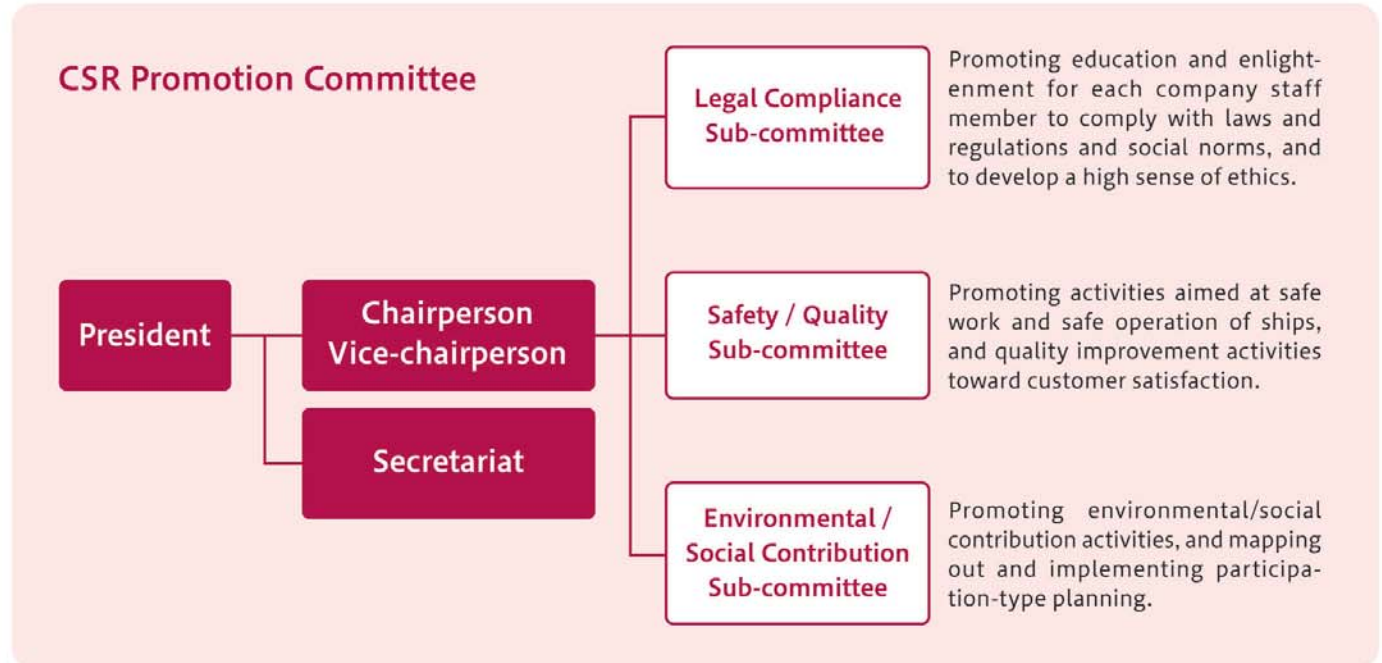 CSR Promotion Committee
President
Chairperson
Vice-chairperson
Secretariat
Legal Compliance
Sub-committee
Promoting education and enlight-
enment for each company staff
member to comply with laws and
regulations and social norms, and
to develop a high sense of ethics.
Safety / Quality
Sub-committee
Promoting activities aimed at safe
work and safe operation of ships,
and quality improvement activities
toward customer satisfaction.
Environmental /
Social Contribution
Sub-committee
Promoting environmental/social
contribution activities, and mapping
out and implementing participa-
tion-type planning.